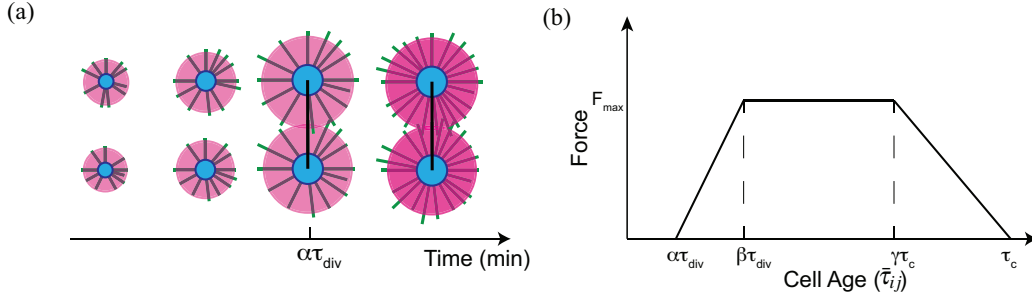 (a)
ατ_div
Time (min)
(b)
Force
F_max
ατ_div
βτ_div
γτ_c
τ_c
Cell Age (τ̄_ij)